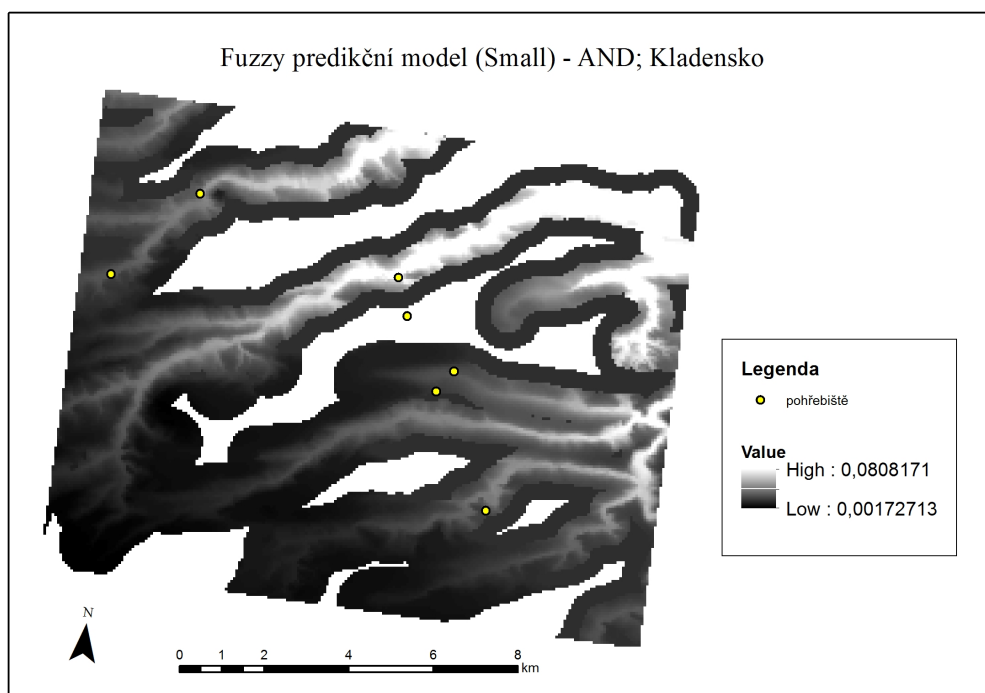 Fuzzy predikční model (Small) - AND; Kladensko
Legenda
pohřebiště
Value
High : 0,0808171
Low : 0,00172713
N
0 1 2 4 6 8
km